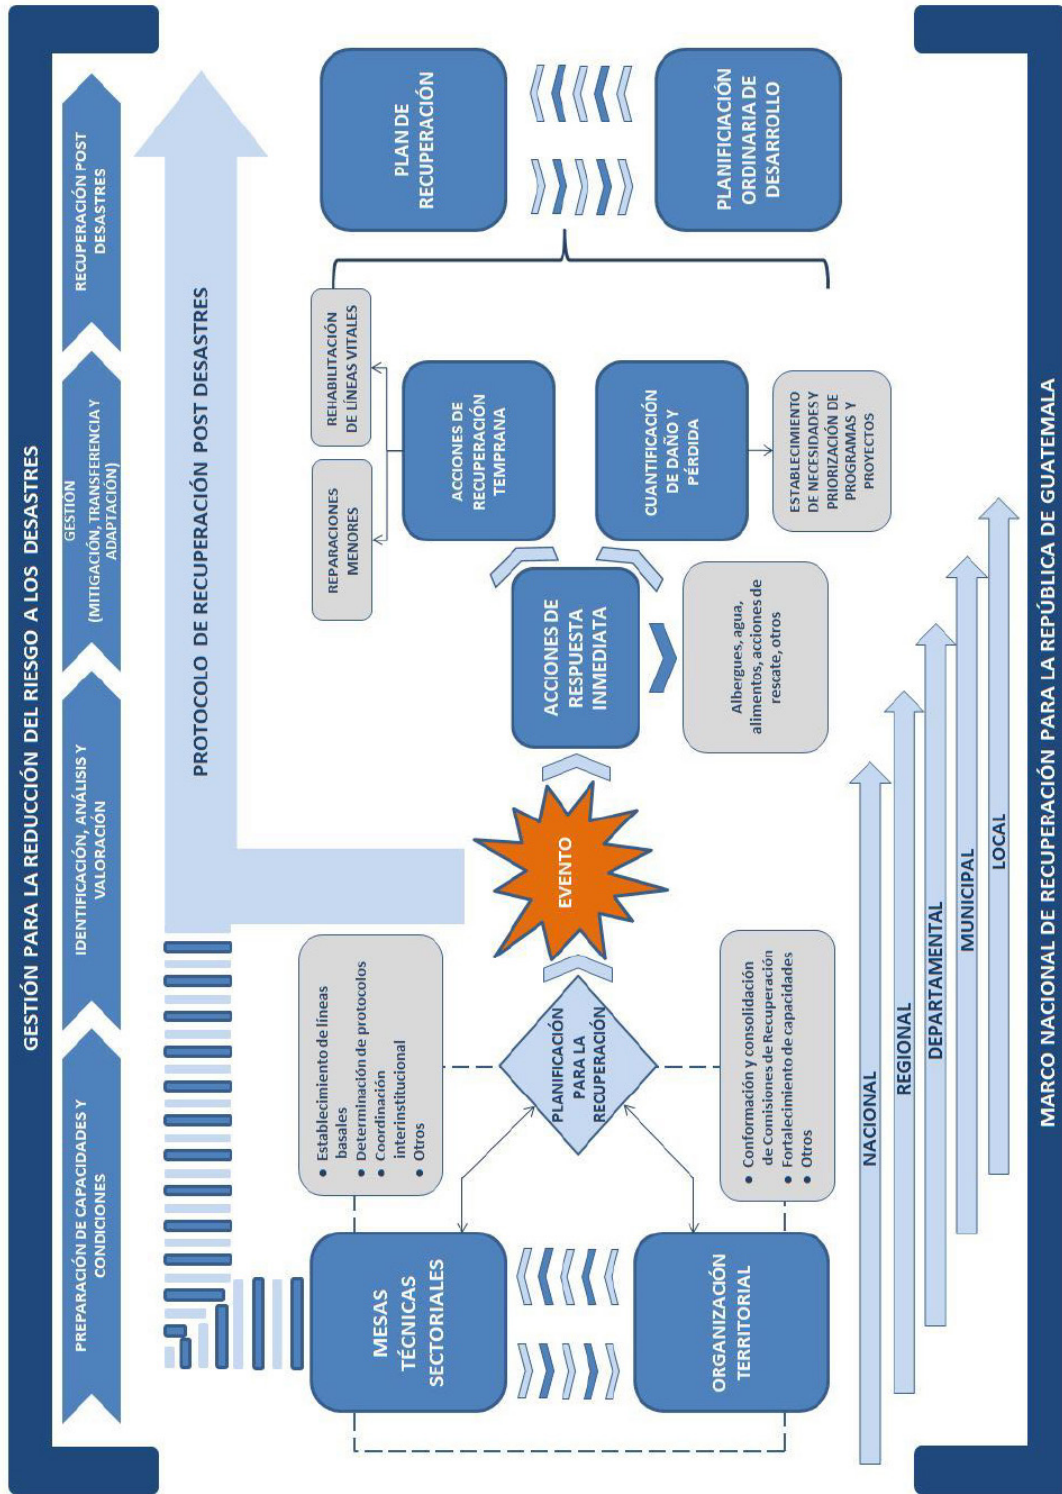 GESTIÓN PARA LA REDUCCIÓN DEL RIESGO A LOS DESASTRES
PREPARACIÓN DE CAPACIDADES Y
CONDICIONES
IDENTIFICACIÓN, ANÁLISIS Y
VALORACIÓN
GESTIÓN
(MITIGACIÓN, TRANSFERENCIA Y
ADAPTACIÓN)
RECUPERACIÓN POST
DESASTRES
PROTOCOLO DE RECUPERACIÓN POST DESASTRES
MESAS
TÉCNICAS
SECTORIALES
• Establecimiento de líneas
basales
• Determinación de protocolos
• Coordinación
interinstitucional
• Otros
PLANIFICACIÓN
PARA LA
RECUPERACIÓN
ORGANIZACIÓN
TERRITORIAL
• Conformación y consolidación
de Comisiones de Recuperación
• Fortalecimiento de capacidades
• Otros
EVENTO
ACCIONES DE
RESPUESTA
INMEDIATA
Albergues, agua,
alimentos, acciones de
rescate, otros
REPARACIONES
MENORES
REHABILITACIÓN
DE LÍNEAS VITALES
ACCIONES DE
RECUPERACIÓN
TEMPRANA
CUANTIFICACIÓN
DE DAÑO Y
PÉRDIDA
ESTABLECIMIENTO
DE NECESIDADES Y
PRIORIZACIÓN DE
PROGRAMAS Y
PROYECTOS
PLAN DE
RECUPERACIÓN
PLANIFICIACIÓN
ORDINARIA DE
DESARROLLO
NACIONAL
REGIONAL
DEPARTAMENTAL
MUNICIPAL
LOCAL
MARCO NACIONAL DE RECUPERACIÓN PARA LA REPÚBLICA DE GUATEMALA